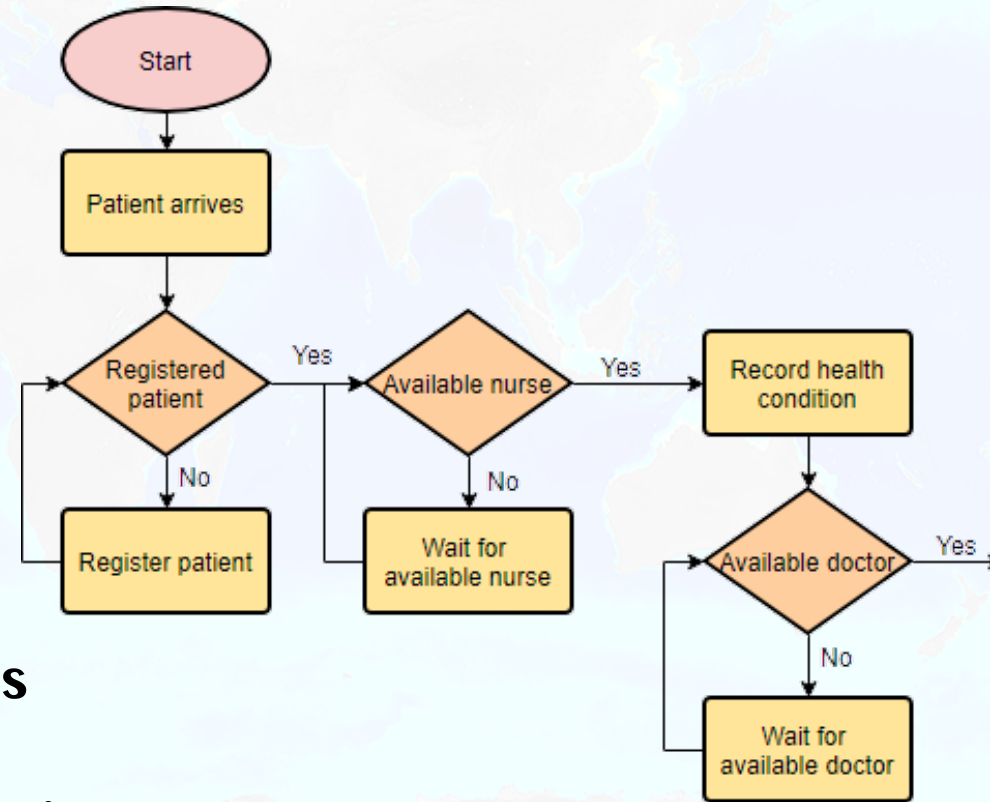 Start
Patient arrives
Registered
patient
Yes
Available nurse
Yes
Record health
condition
No
Register patient
No
Wait for
available nurse
Available doctor
Yes
No
Wait for
available doctor
s